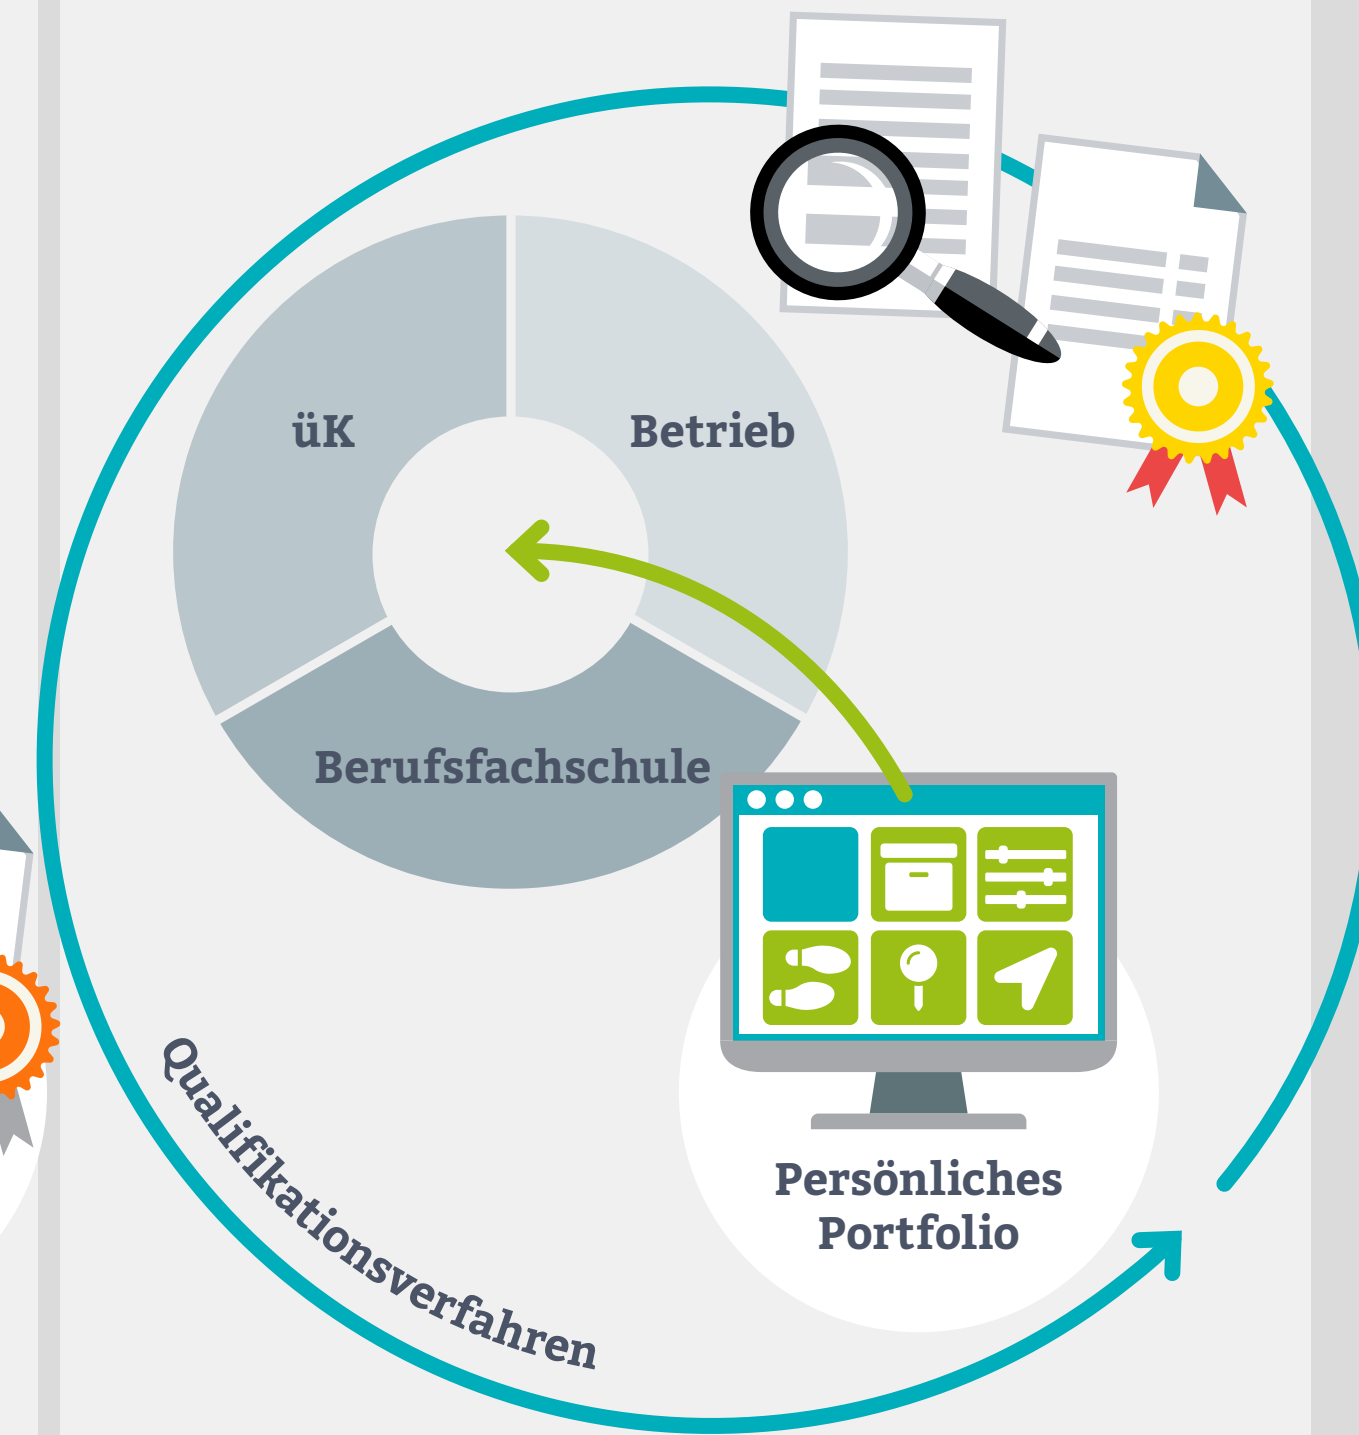 üK
Betrieb
Berufsfachschule
Persönliches
Portfolio
Qualifikationsverfahren